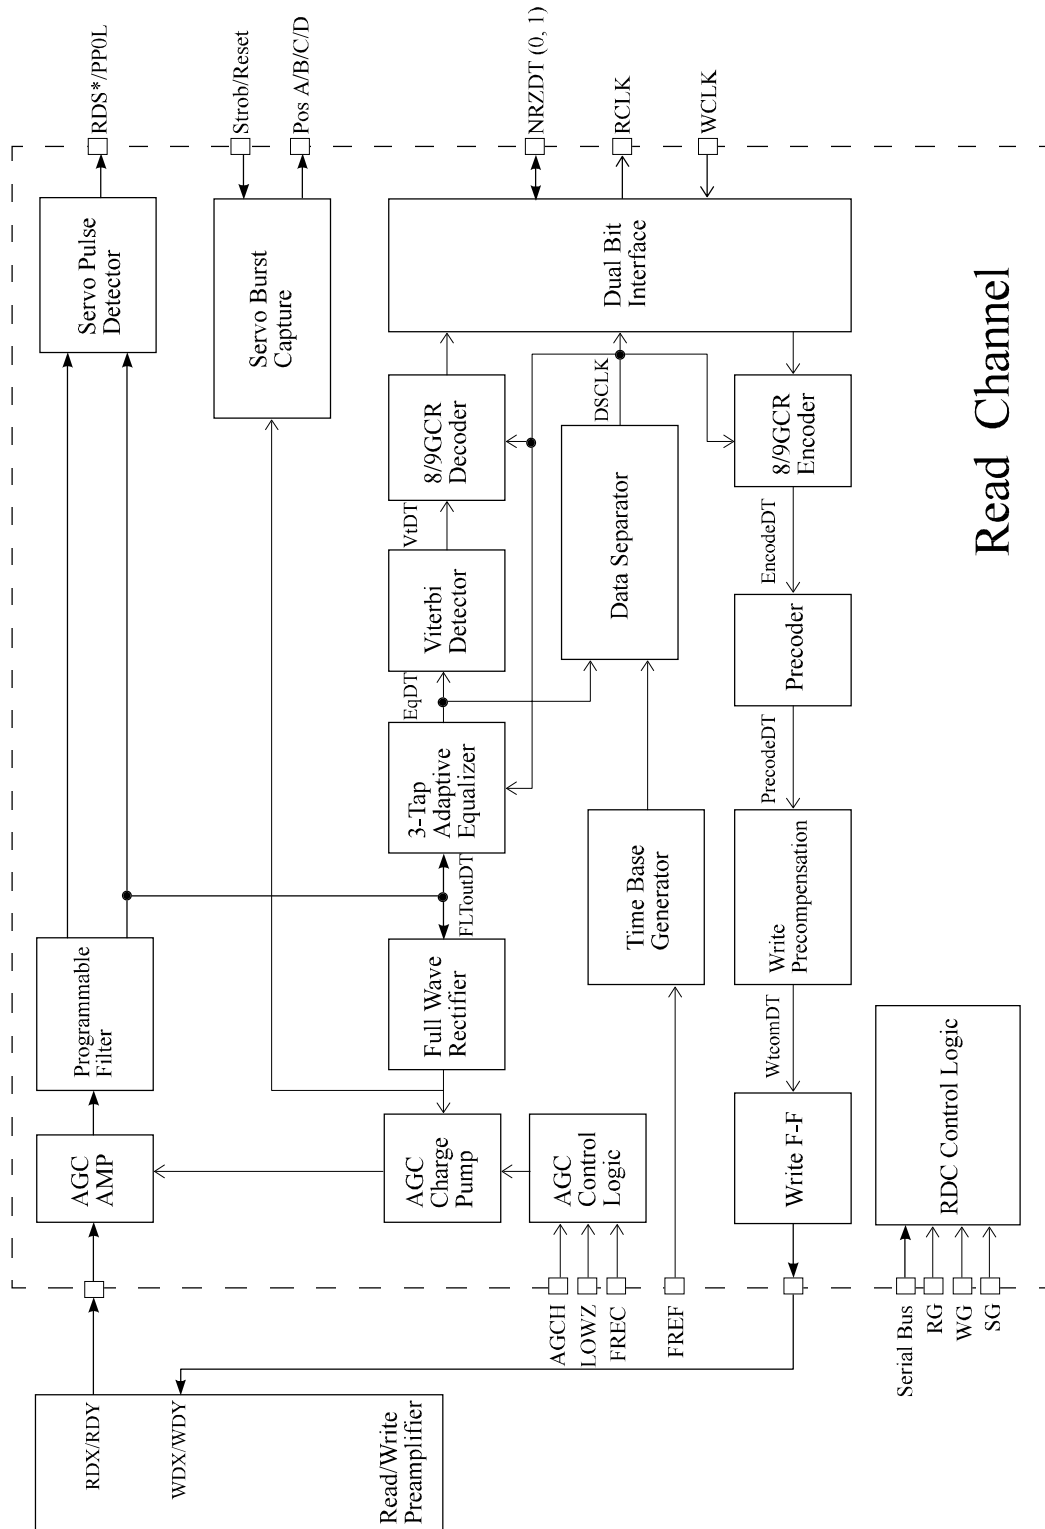 RDX/RDY
WDX/WDY
Read/Write
Preamplifier
AGC
AMP
Programmable
Filter
Servo Pulse
Detector
RDS*/PP0L
Servo Burst
Capture
Strob/Reset
Pos A/B/C/D
AGC
Charge
Pump
Full Wave
Rectifier
FLToutDT
3-Tap
Adaptive
Equalizer
EqDT
Viterbi
Detector
VtDT
8/9GCR
Decoder
Dual Bit
Interface
NRZDT (0, 1)
RCLK
WCLK
AGCH
LOWZ
FREC
AGC
Control
Logic
FREF
Time Base
Generator
Data Separator
DSCLK
Write F-F
WtcomDT
Write
Precompensation
PrecodeDT
Precoder
EncodeDT
8/9GCR
Encoder
Serial Bus
RG
WG
SG
RDC Control Logic
Read Channel